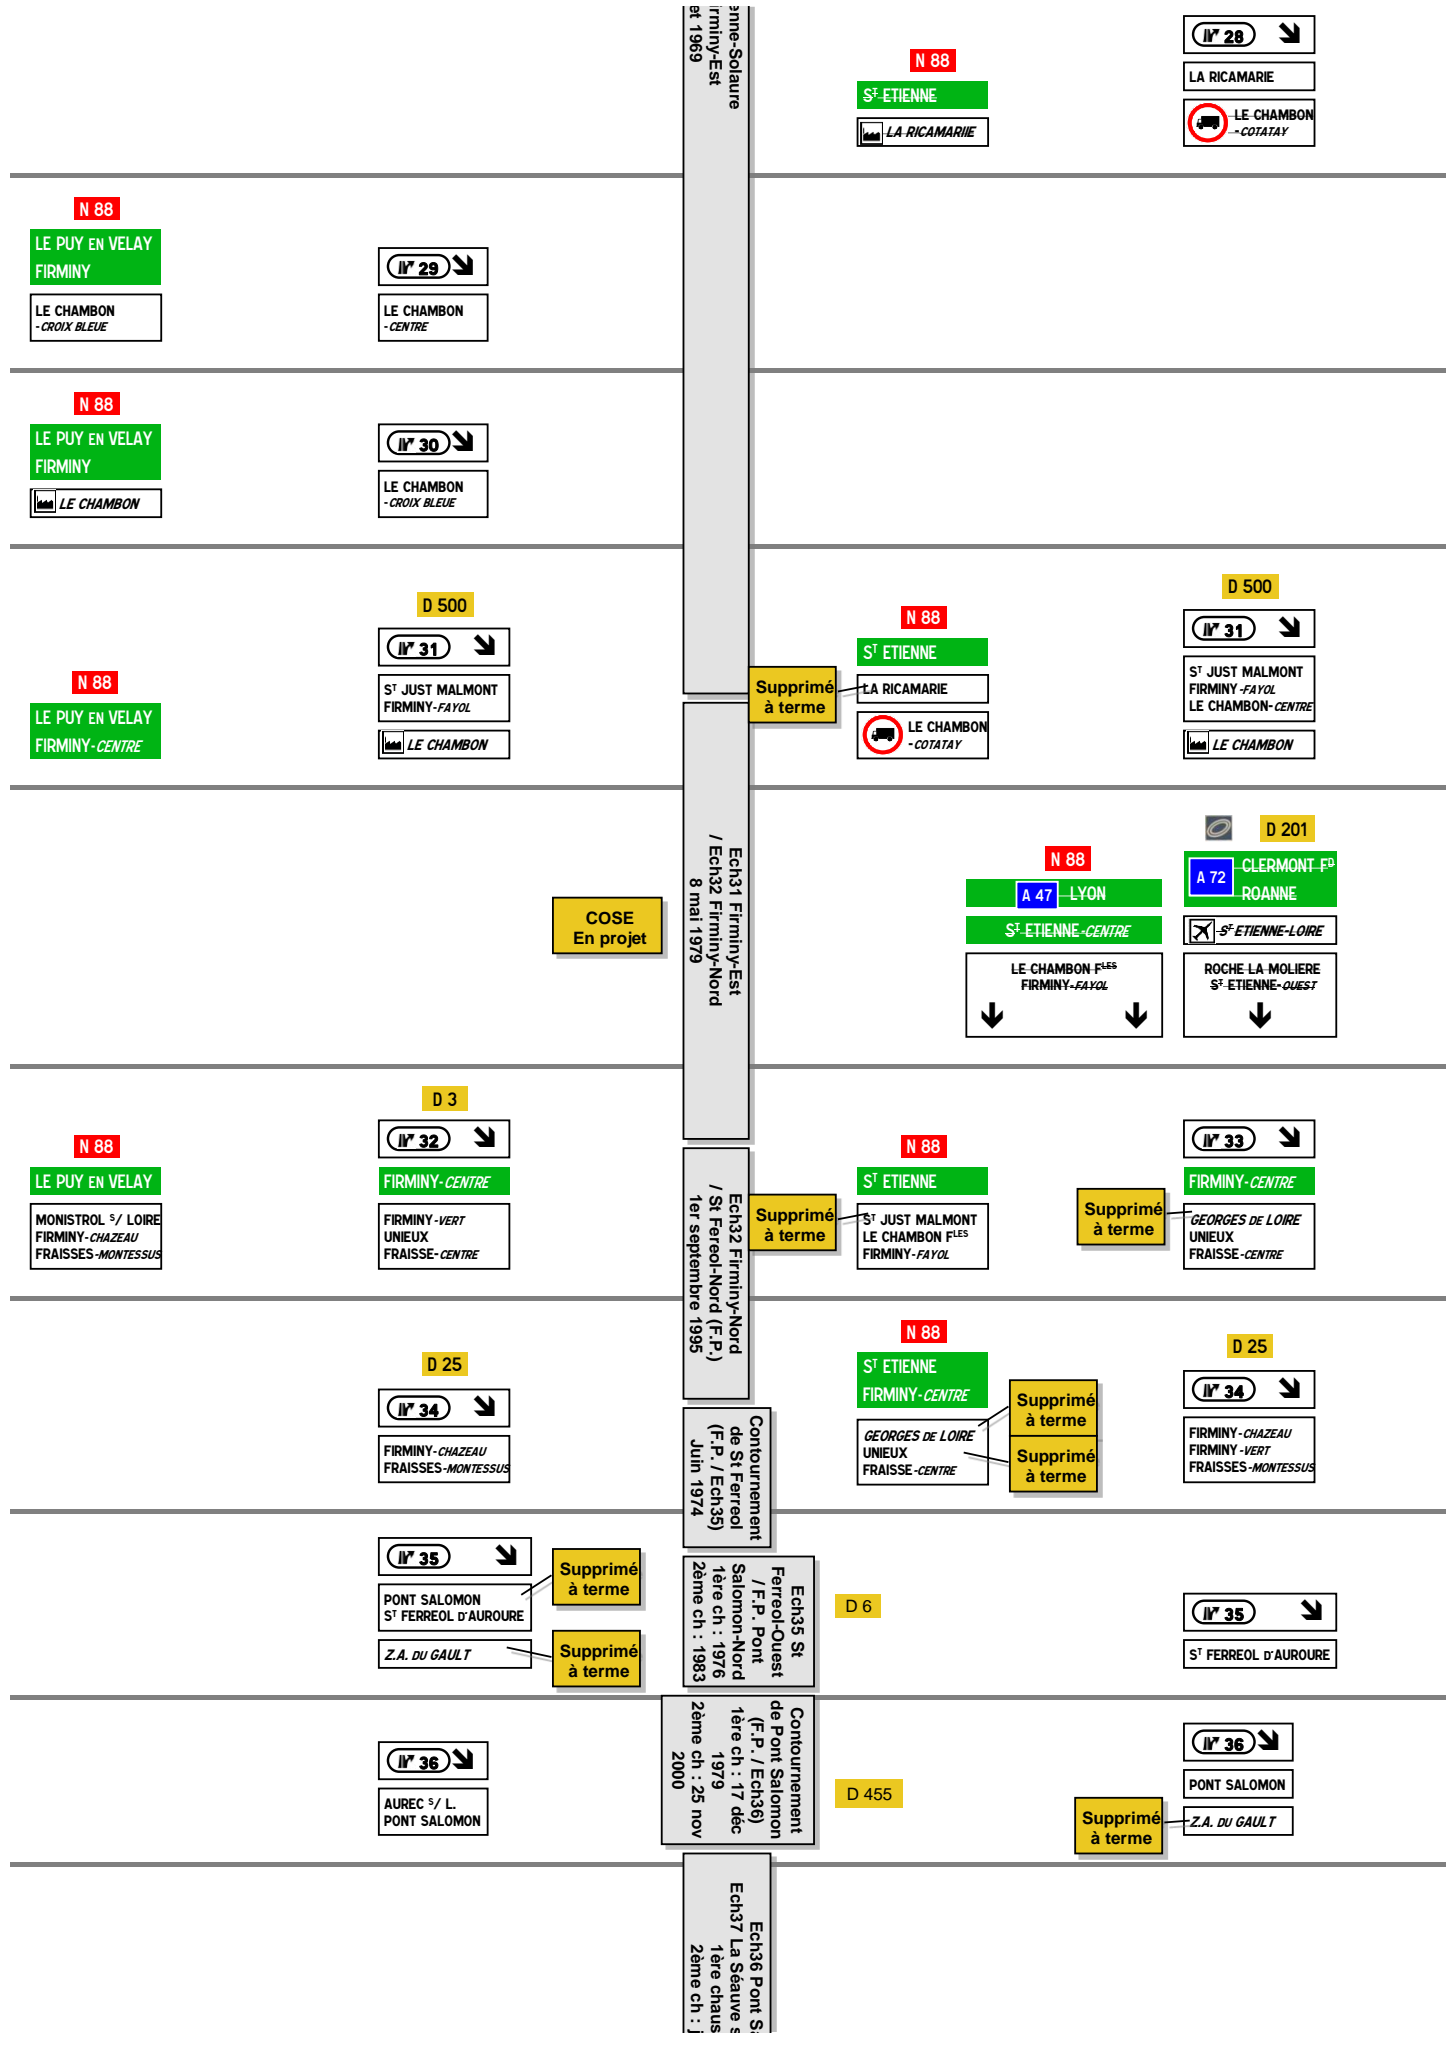 enne-Solaure
irminy-Est
et 1969
N 88
Sᵀ ETIENNE
LA RICAMARIIE
28
LA RICAMARIE
LE CHAMBON
-COTATAY
N 88
LE PUY EN VELAY
FIRMINY
LE CHAMBON
-CROIX BLEUE
29
LE CHAMBON
-CENTRE
N 88
LE PUY EN VELAY
FIRMINY
LE CHAMBON
30
LE CHAMBON
-CROIX BLEUE
N 88
LE PUY EN VELAY
FIRMINY-CENTRE
D 500
31
Sᵀ JUST MALMONT
FIRMINY-FAYOL
LE CHAMBON
Supprimé
à terme
N 88
Sᵀ ETIENNE
LA RICAMARIE
LE CHAMBON
-COTATAY
D 500
31
Sᵀ JUST MALMONT
FIRMINY-FAYOL
LE CHAMBON-CENTRE
LE CHAMBON
COSE
En projet
Ech31 Firminy-Est
/ Ech32 Firminy-Nord
8 mai 1979
N 88
A 47 LYON
Sᵀ ETIENNE-CENTRE
LE CHAMBON Fᴸᴱˢ
FIRMINY-FAYOL
D 201
A 72
CLERMONT Fᴰ
ROANNE
Sᵀ ETIENNE-LOIRE
ROCHE LA MOLIERE
Sᵀ ETIENNE-OUEST
N 88
LE PUY EN VELAY
MONISTROL ˢ/ LOIRE
FIRMINY-CHAZEAU
FRAISSES-MONTESSUS
D 3
32
FIRMINY-CENTRE
FIRMINY-VERT
UNIEUX
FRAISSE-CENTRE
Ech32 Firminy-Nord
/ St Fereol-Nord (F.P.)
1er septembre 1995
Supprimé
à terme
N 88
Sᵀ ETIENNE
Sᵀ JUST MALMONT
LE CHAMBON Fᴸᴱˢ
FIRMINY-FAYOL
Supprimé
à terme
33
FIRMINY-CENTRE
GEORGES DE LOIRE
UNIEUX
FRAISSE-CENTRE
D 25
34
FIRMINY-CHAZEAU
FRAISSES-MONTESSUS
Contournement
de St Ferreol
(F.P. / Ech35)
Juin 1974
N 88
Sᵀ ETIENNE
FIRMINY-CENTRE
GEORGES DE LOIRE
UNIEUX
FRAISSE-CENTRE
Supprimé
à terme
Supprimé
à terme
D 25
34
FIRMINY-CHAZEAU
FIRMINY-VERT
FRAISSES-MONTESSUS
35
PONT SALOMON
Sᵀ FERREOL D'AUROURE
Z.A. DU GAULT
Supprimé
à terme
Supprimé
à terme
Ech35 St
Ferreol-Ouest
/ F.P. Pont
Salomon-Nord
1ère ch : 1976
2ème ch : 1983
D 6
35
Sᵀ FERREOL D'AUROURE
36
AUREC ˢ/ L.
PONT SALOMON
Contournement
de Pont Salomon
(F.P. / Ech36)
1ère ch : 17 déc
1979
2ème ch : 25 nov
2000
D 455
Supprimé
à terme
36
PONT SALOMON
Z.A. DU GAULT
Ech36 Pont Sa
Ech37 La Séauve s
1ère chaus
2ème ch : j